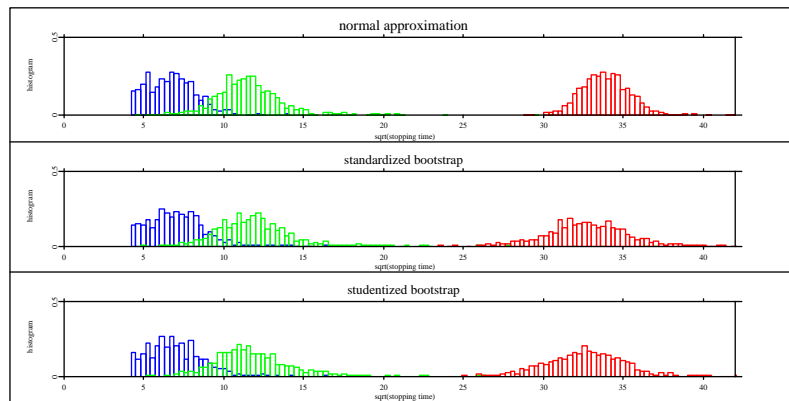 normal approximation
0.5
histogram
0
0 5 10 15 20 25 30 35 40
sqrt(stopping time)
standardized bootstrap
0.5
histogram
0
0 5 10 15 20 25 30 35 40
sqrt(stopping time)
studentized bootstrap
0.5
histogram
0
0 5 10 15 20 25 30 35 40
sqrt(stopping time)